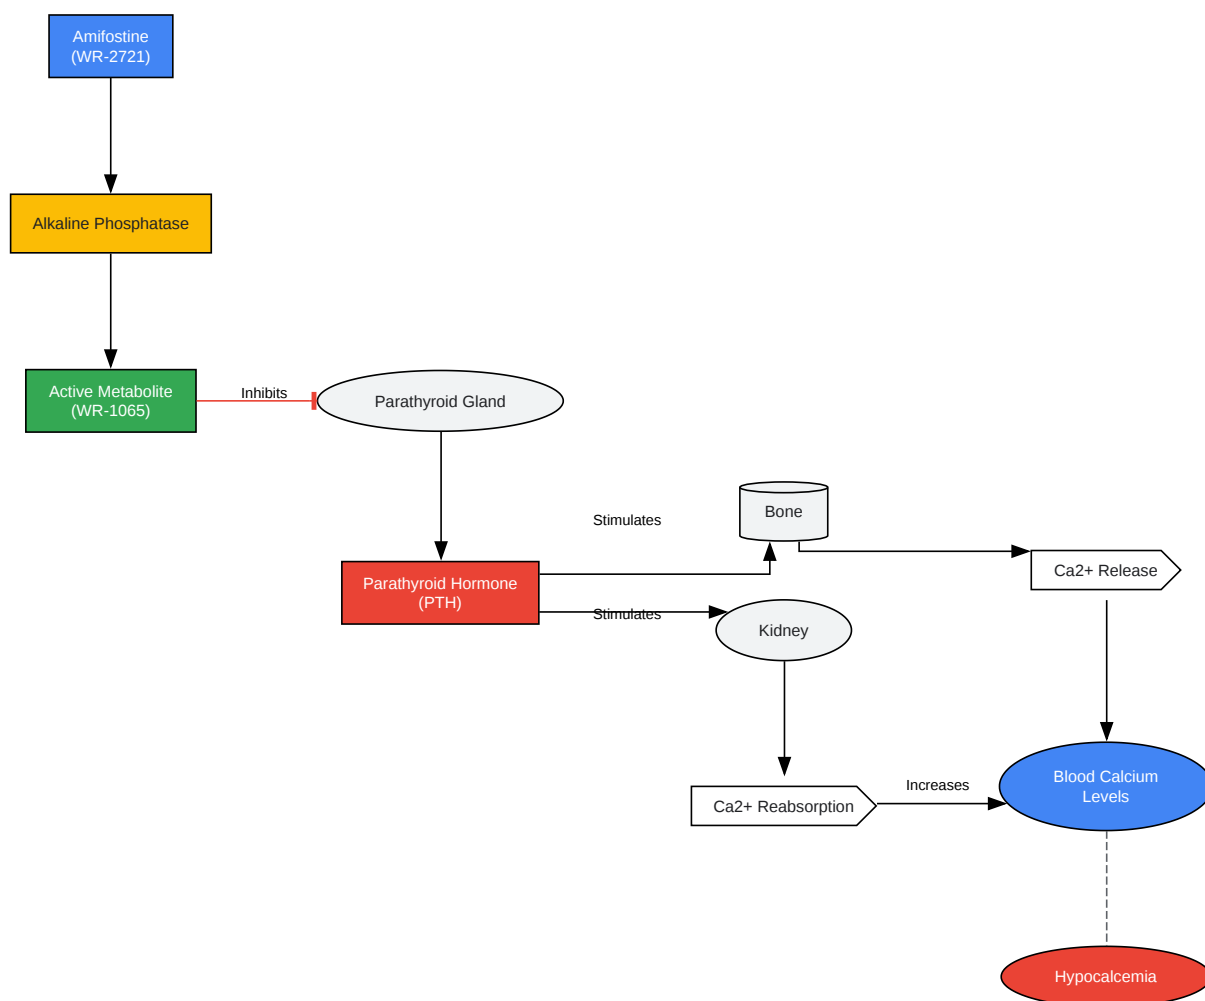 Amifostine
(WR-2721)
Alkaline Phosphatase
Active Metabolite
(WR-1065)
Inhibits
Parathyroid Gland
Stimulates
Bone
Ca2+ Release
Parathyroid Hormone
(PTH)
Stimulates
Kidney
Ca2+ Reabsorption
Increases
Blood Calcium
Levels
Hypocalcemia